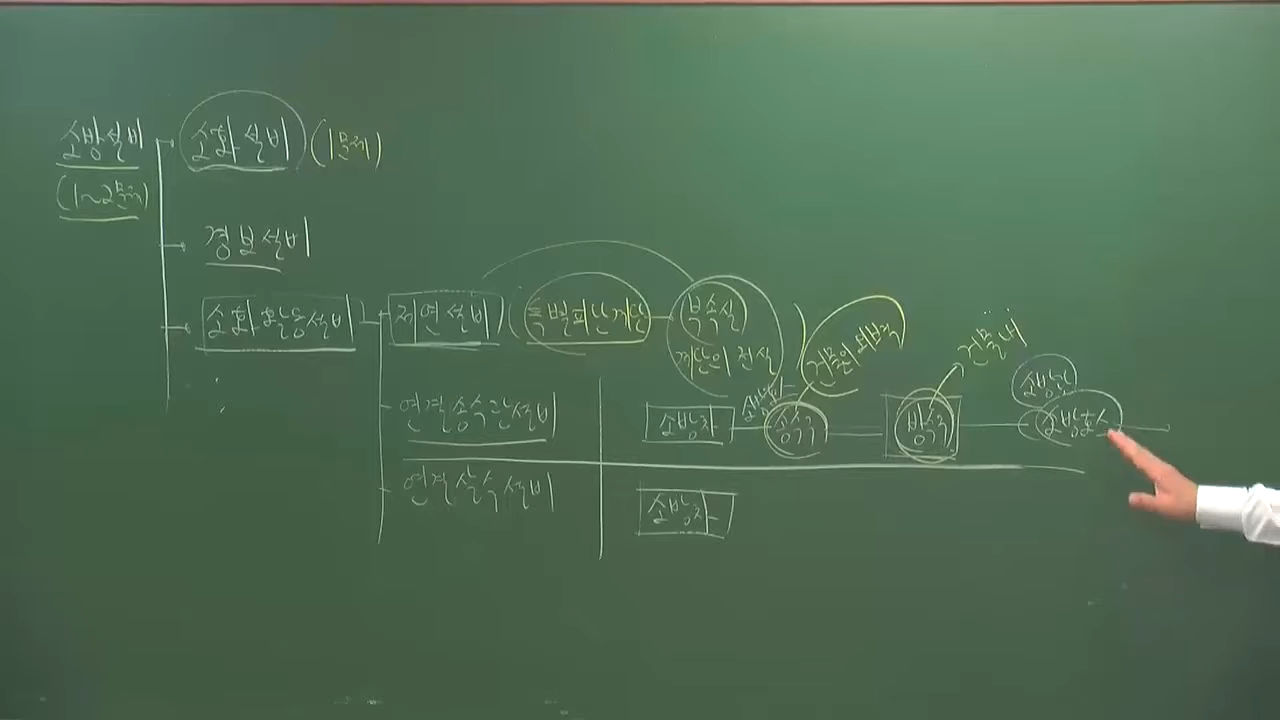 소방설비
(1~2문제)
소화설비 (1문제)
경보설비
소화활동설비
제연설비 (특별피난계단
부속실
계단의 전실)
건물외벽
건물내
연결송수관설비
소방차
송수구
방수구
소방관
소방호스
연결살수설비
소방차